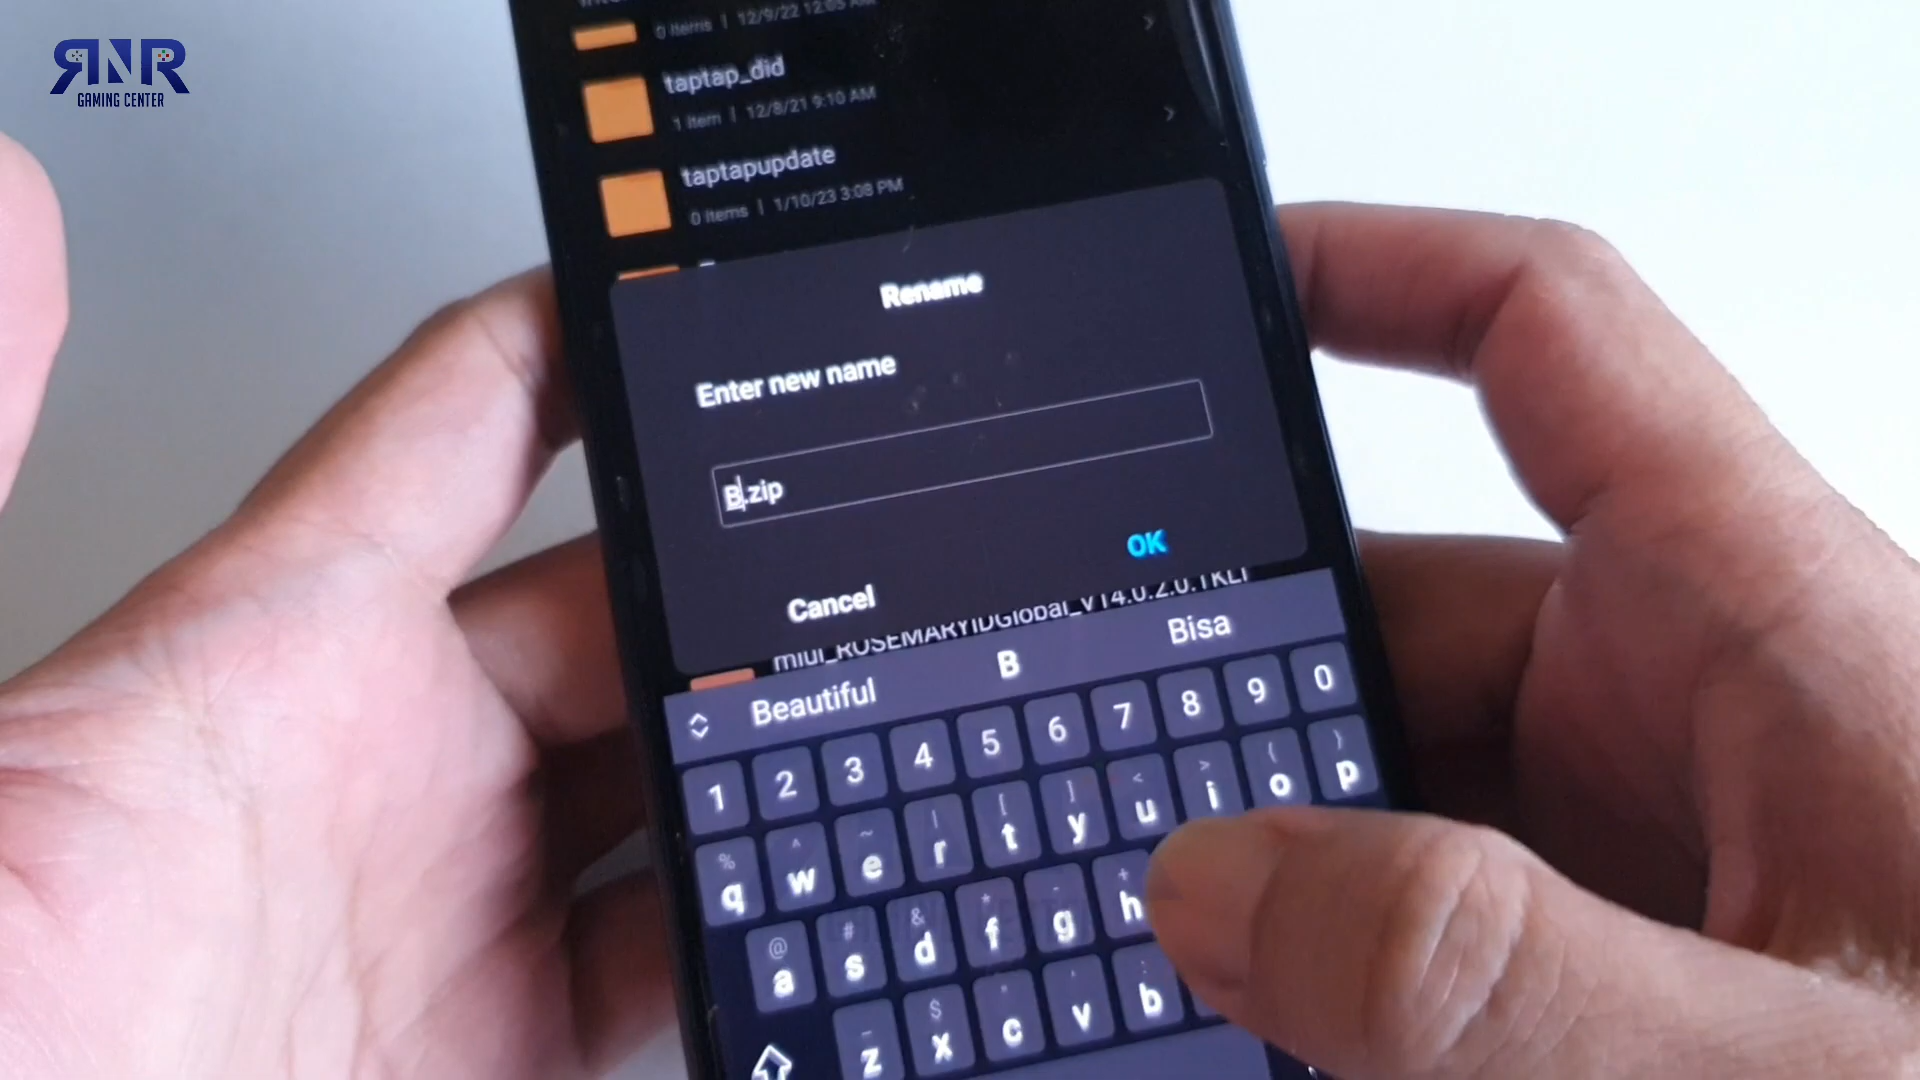 RNR
GAMING CENTER
0 Items | 12/9/22 12:05 AM
taptap_did
1 Item | 12/8/21 9:10 AM
taptapupdate
0 Items | 1/10/23 3:08 PM
Rename
Enter new name
B.zip
OK
Cancel
miui_ROSEMARYIDGlobal_V14.0.2.0.TKLI
Beautiful B Bisa
1 2 3 4 5 6 7 8 9 0
% ^ ~ | [ ] < > ( )
q w e r t y u i o p
@ # & * - +
a s d f g h
$
z x c v b